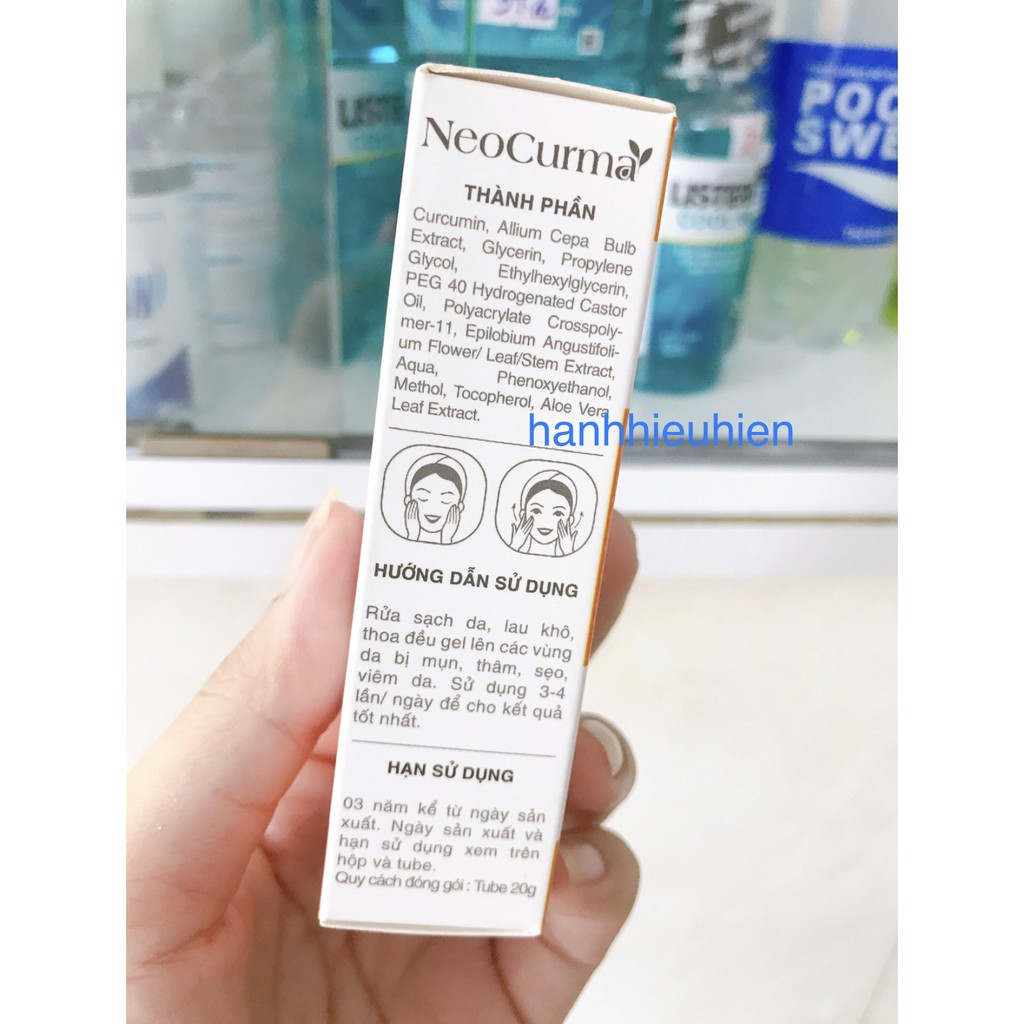 NeoCurma
THÀNH PHẦN
Curcumin, Allium Cepa Bulb
Extract, Glycerin, Propylene
Glycol, Ethylhexylglycerin,
PEG 40 Hydrogenated Castor
Oil, Polyacrylate Crosspoly-
mer-11, Epilobium Angustifoli-
um Flower/ Leaf/Stem Extract,
Aqua, Phenoxyethanol,
Methol, Tocopherol, Aloe Vera
Leaf Extract.
hanhhieuhien
HƯỚNG DẪN SỬ DỤNG
Rửa sạch da, lau khô,
thoa đều gel lên các vùng
da bị mụn, thâm, sẹo,
viêm da. Sử dụng 3-4
lần/ ngày để cho kết quả
tốt nhất.
HẠN SỬ DỤNG
03 năm kể từ ngày sản
xuất. Ngày sản xuất và
hạn sử dụng xem trên
hộp và tube.
Quy cách đóng gói : Tube 20g
LISTER
COOL
LISTER
COOL
POC
SWE